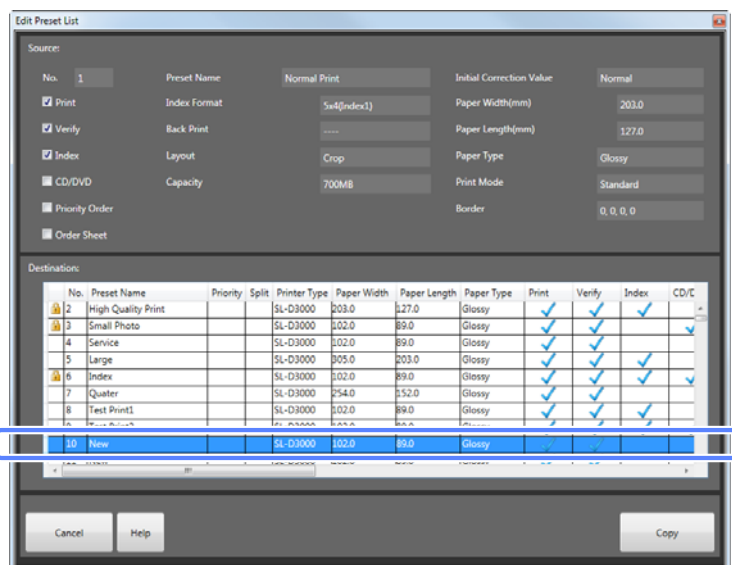 Edit Preset List
Source:
No. 1 Preset Name Normal Print Initial Correction Value Normal
Print Index Format 5x4(Index1) Paper Width(mm) 203.0
Verify Back Print ---- Paper Length(mm) 127.0
Index Layout Crop Paper Type Glossy
CD/DVD Capacity 700MB Print Mode Standard
Priority Order Border 0, 0, 0, 0
Order Sheet
Destination:
No. Preset Name Priority Split Printer Type Paper Width Paper Length Paper Type Print Verify Index CD/D
2 High Quality Print SL-D3000 203.0 127.0 Glossy
3 Small Photo SL-D3000 102.0 89.0 Glossy
4 Service SL-D3000 102.0 89.0 Glossy
5 Large SL-D3000 305.0 203.0 Glossy
6 Index SL-D3000 102.0 89.0 Glossy
7 Quater SL-D3000 254.0 152.0 Glossy
8 Test Print1 SL-D3000 102.0 89.0 Glossy
10 New SL-D3000 102.0 89.0 Glossy
Cancel Help Copy